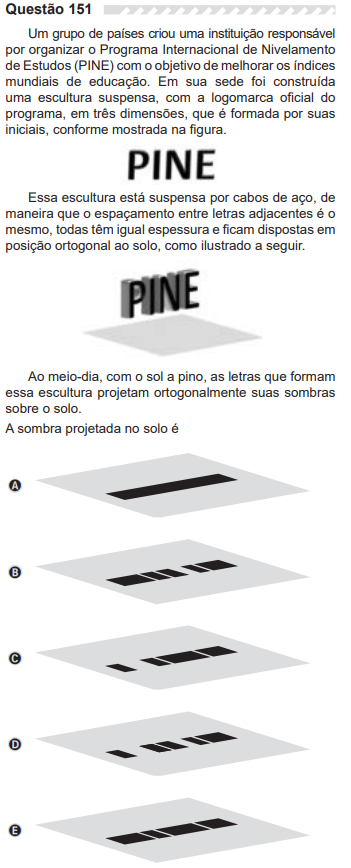 Questão 151
Um grupo de países criou uma instituição responsável
por organizar o Programa Internacional de Nivelamento
de Estudos (PINE) com o objetivo de melhorar os índices
mundiais de educação. Em sua sede foi construída
uma escultura suspensa, com a logomarca oficial do
programa, em três dimensões, que é formada por suas
iniciais, conforme mostrada na figura.
PINE
Essa escultura está suspensa por cabos de aço, de
maneira que o espaçamento entre letras adjacentes é o
mesmo, todas têm igual espessura e ficam dispostas em
posição ortogonal ao solo, como ilustrado a seguir.
PINE
Ao meio-dia, com o sol a pino, as letras que formam
essa escultura projetam ortogonalmente suas sombras
sobre o solo.
A sombra projetada no solo é
A
B
C
D
E